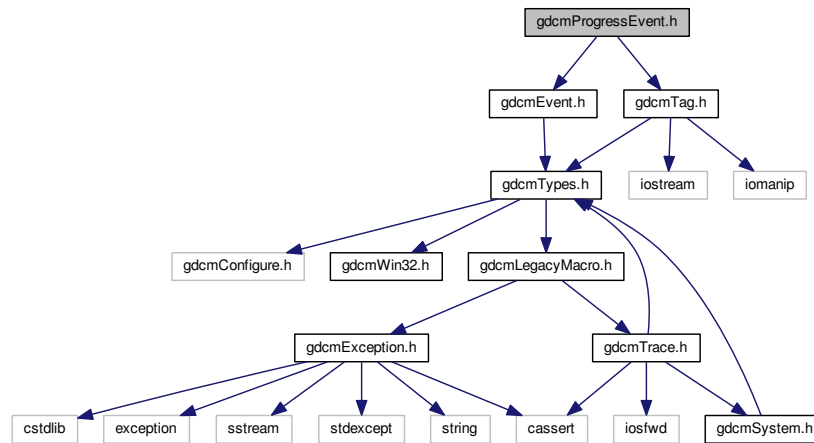 gdcmProgressEvent.h
gdcmEvent.h
gdcmTag.h
gdcmTypes.h
iostream
iomanip
gdcmConfigure.h
gdcmWin32.h
gdcmLegacyMacro.h
gdcmException.h
gdcmTrace.h
cstdlib
exception
sstream
stdexcept
string
cassert
iosfwd
gdcmSystem.h